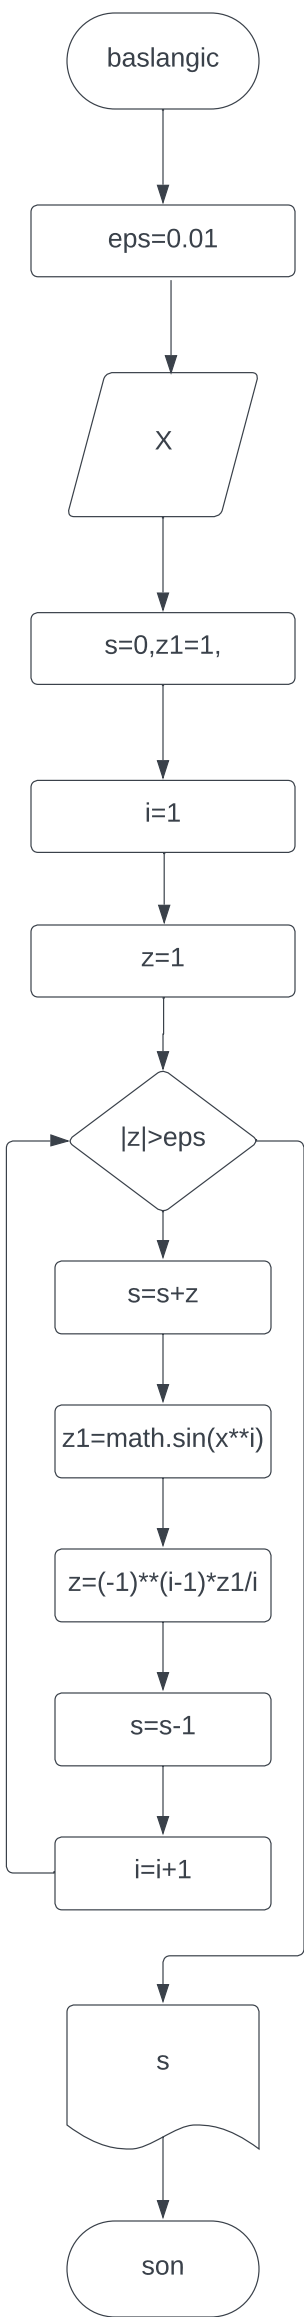 baslangic
eps=0.01
X
s=0,z1=1,
i=1
z=1
|z|>eps
s=s+z
z1=math.sin(x**i)
z=(-1)**(i-1)*z1/i
s=s-1
i=i+1
s
son